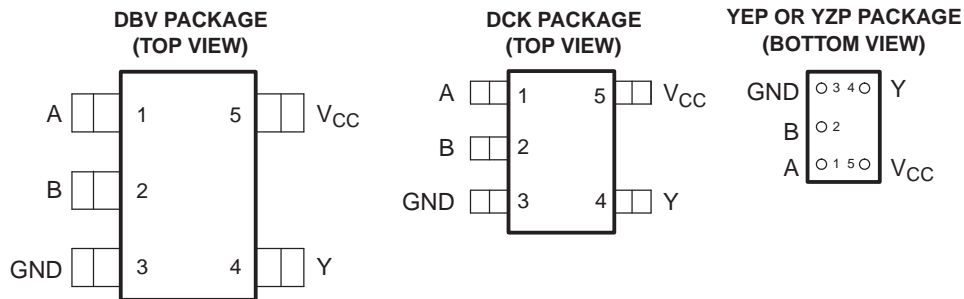 DBV PACKAGE
(TOP VIEW)
A 1 5 VCC
B 2
GND 3 4 Y
DCK PACKAGE
(TOP VIEW)
A 1 5 VCC
B 2
GND 3 4 Y
YEP OR YZP PACKAGE
(BOTTOM VIEW)
GND 3 4 Y
B 2
A 1 5 VCC